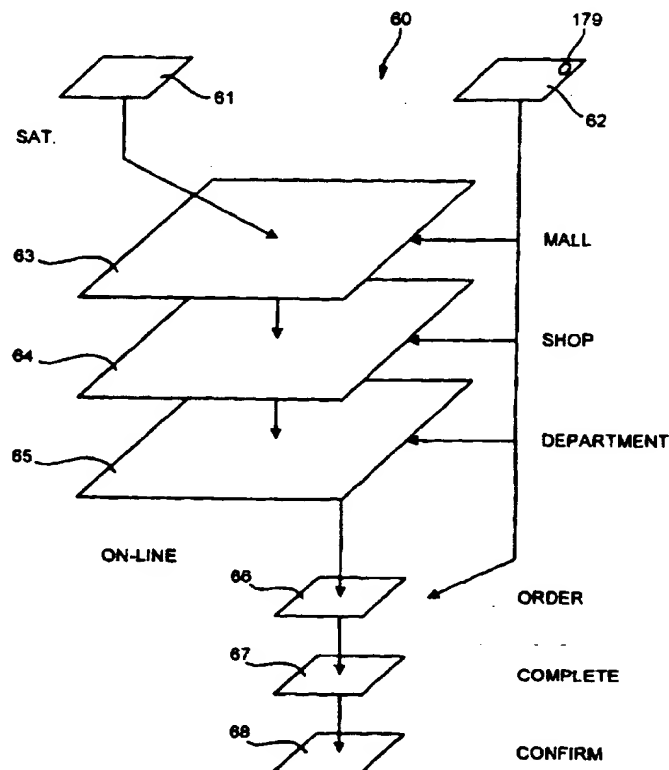 60
179
61
62
SAT.
63
MALL
64
SHOP
65
DEPARTMENT
ON-LINE
66
ORDER
67
COMPLETE
68
CONFIRM